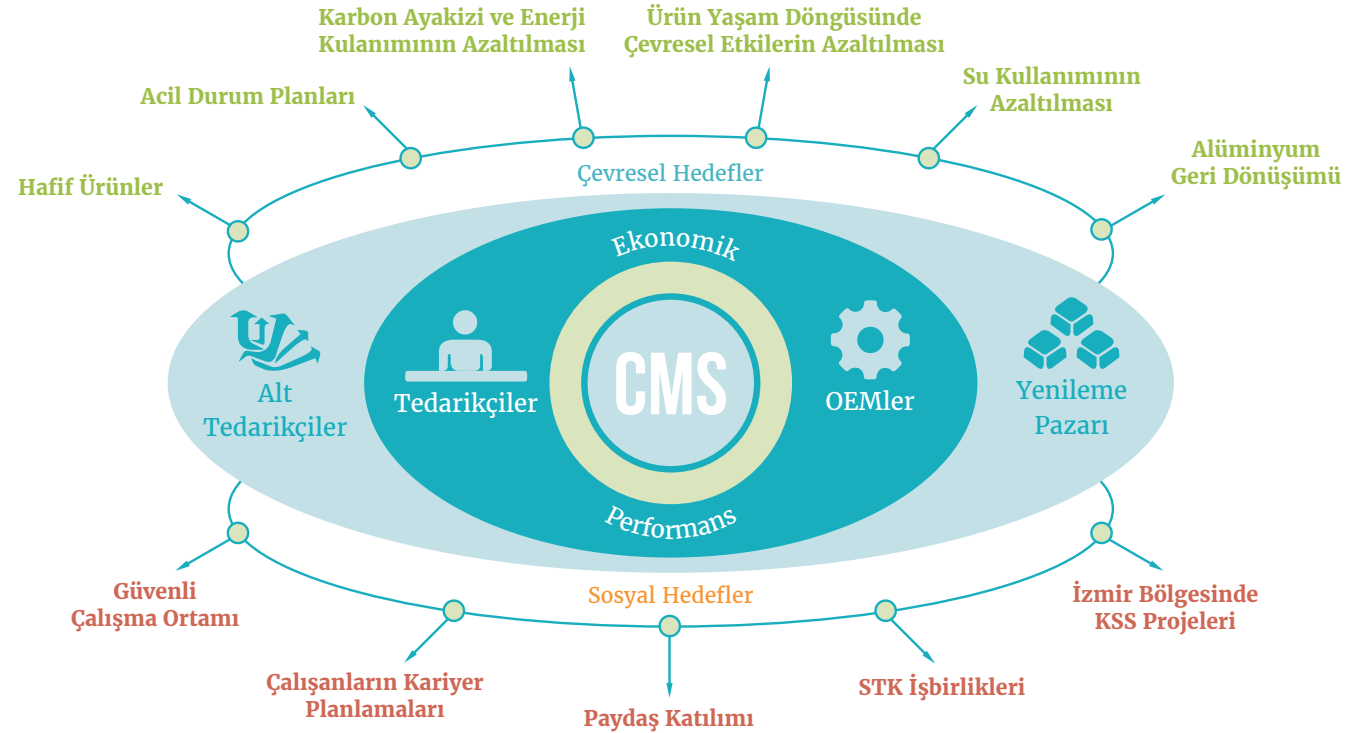 Karbon Ayakizi ve Enerji
Kulanımının Azaltılması
Ürün Yaşam Döngüsünde
Çevresel Etkilerin Azaltılması
Su Kullanımının
Azaltılması
Acil Durum Planları
Alüminyum
Geri Dönüşümü
Hafif Ürünler
Çevresel Hedefler
Ekonomik
CMS
Performans
Alt
Tedarikçiler
Tedarikçiler
OEMler
Yenileme
Pazarı
Sosyal Hedefler
Güvenli
Çalışma Ortamı
Çalışanların Kariyer
Planlamaları
Paydaş Katılımı
STK İşbirlikleri
İzmir Bölgesinde
KSS Projeleri